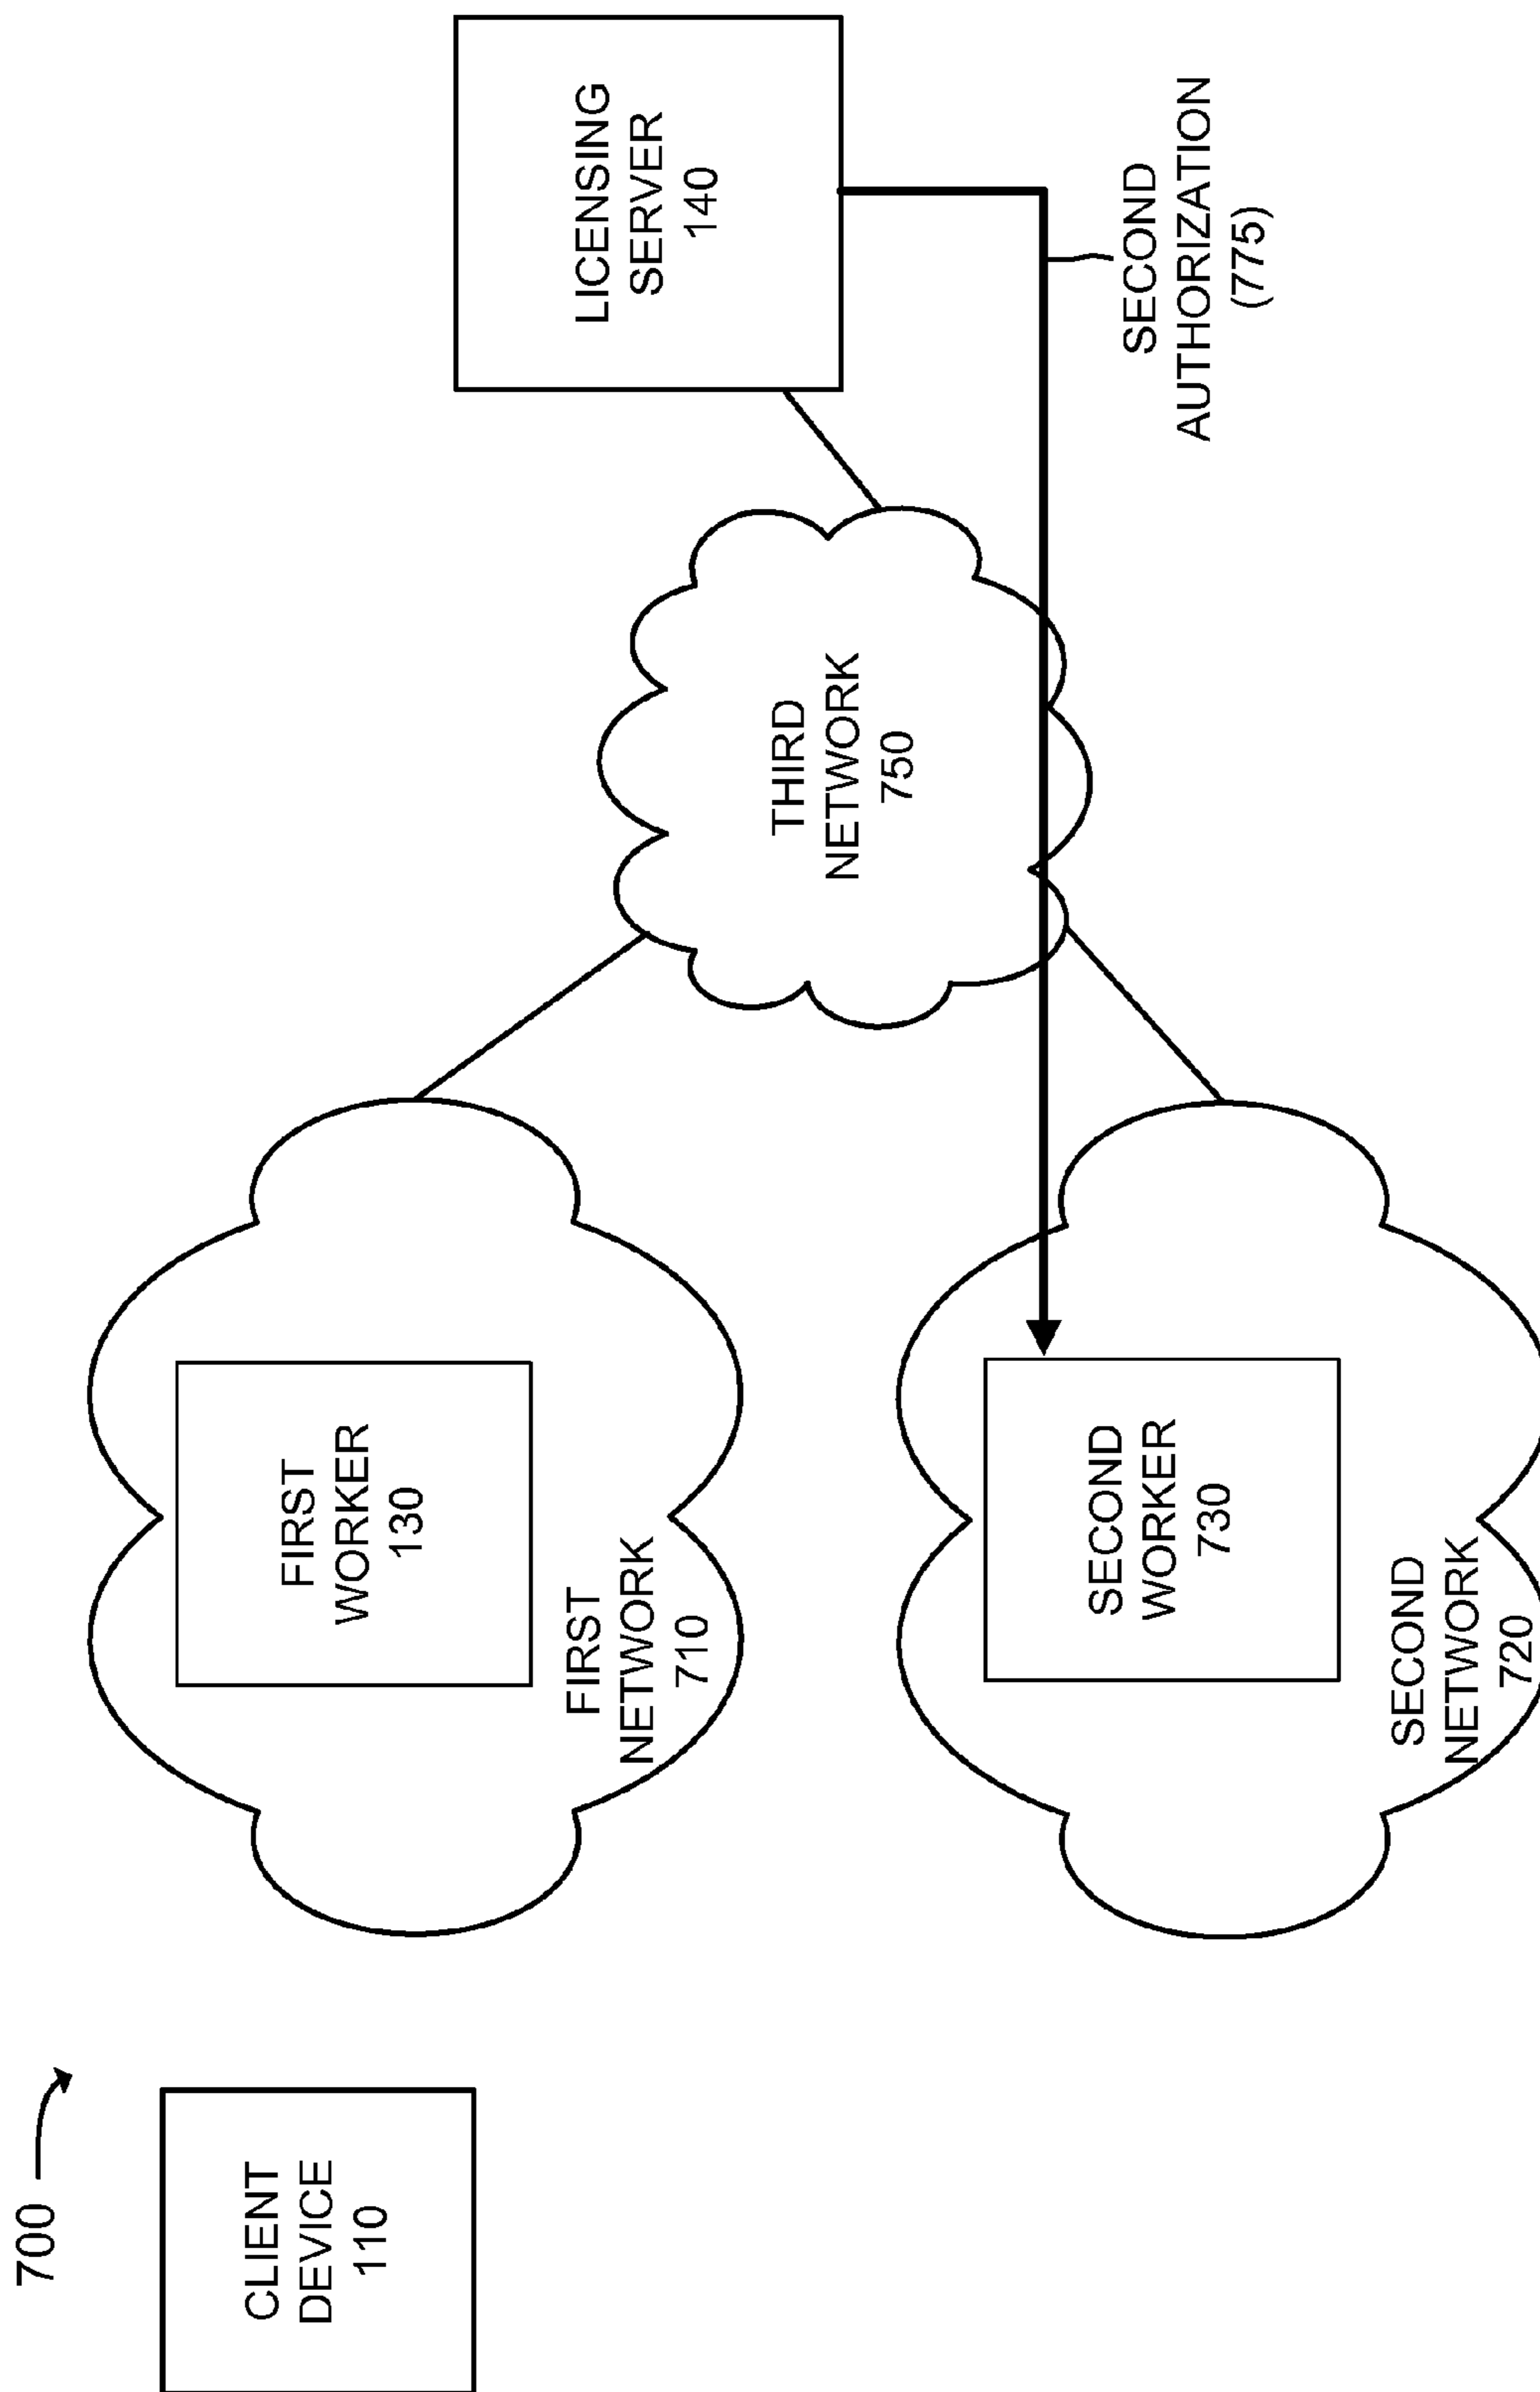 700
CLIENT
DEVICE
110
FIRST
WORKER
130
FIRST
NETWORK
710
SECOND
WORKER
730
SECOND
NETWORK
720
THIRD
NETWORK
750
LICENSING
SERVER
140
SECOND
AUTHORIZATION
(775)